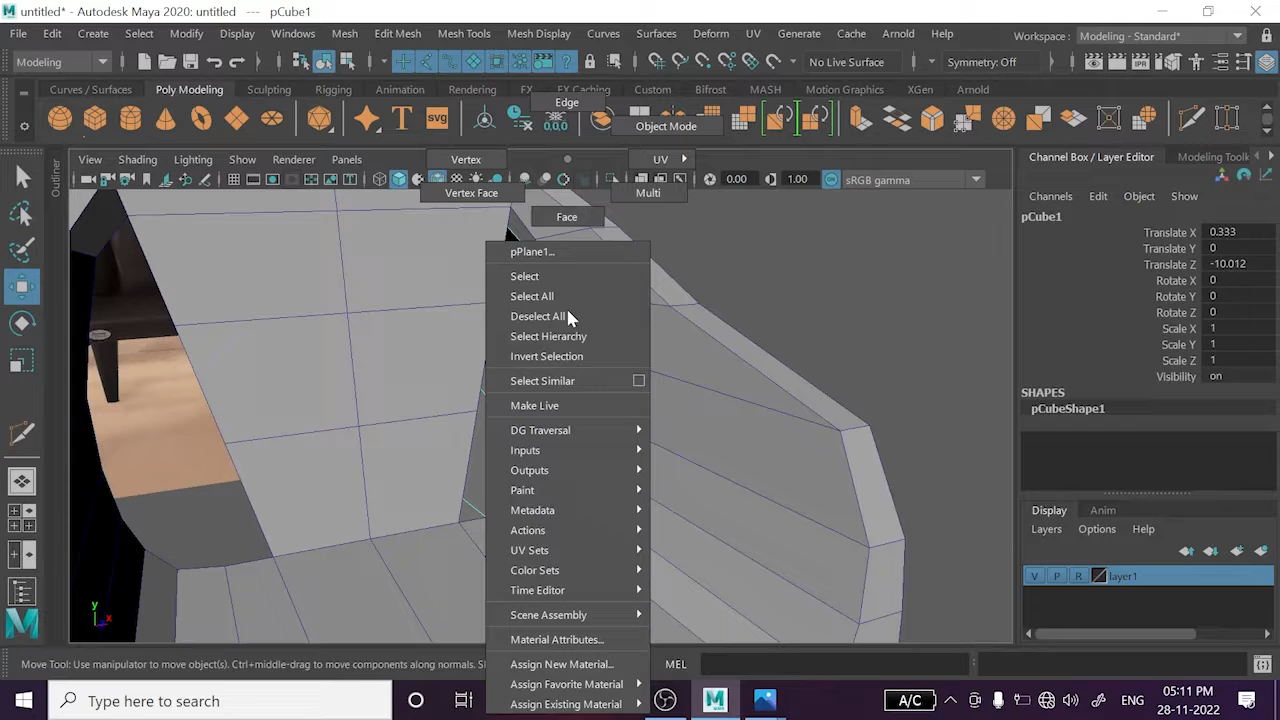 untitled* - Autodesk Maya 2020: untitled --- pCube1
File Edit Create Select Modify Display Windows Mesh Edit Mesh Mesh Tools Mesh Display Curves Surfaces Deform UV Generate Cache Arnold Help Workspace: Modeling - Standard*
Modeling No Live Surface Symmetry: Off
Curves / Surfaces Poly Modeling Sculpting Rigging Animation Rendering FX FX Caching Custom Bifrost MASH Motion Graphics XGen Arnold
Edge
svg 0,0,0 Object Mode
View Shading Lighting Show Renderer Panels Vertex UV
0.00 1.00 sRGB gamma
Vertex Face Multi
Face
pPlane1...
Select
Select All
Deselect All
Select Hierarchy
Invert Selection
Select Similar
Make Live
DG Traversal
Inputs
Outputs
Paint
Metadata
Actions
UV Sets
Color Sets
Time Editor
Scene Assembly
Material Attributes...
Assign New Material...
Assign Favorite Material
Assign Existing Material
Outliner
y
x
Channel Box / Layer Editor Modeling Toolk
Channels Edit Object Show
pCube1
Translate X 0.333
Translate Y 0
Translate Z -10.012
Rotate X 0
Rotate Y 0
Rotate Z 0
Scale X 1
Scale Y 1
Scale Z 1
Visibility on
SHAPES
pCubeShape1
Display Anim
Layers Options Help
V P R layer1
Move Tool: Use manipulator to move object(s). Ctrl+middle-drag to move components along normals. MEL
Type here to search
A/C ENG 05:11 PM
28-11-2022